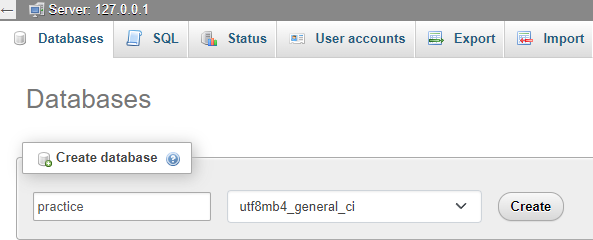 Server: 127.0.0.1
Databases SQL Status User accounts Export Import
Databases
Create database
practice utf8mb4_general_ci Create